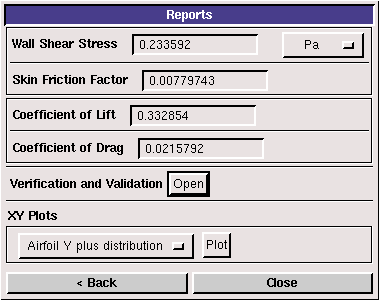 Reports
Wall Shear Stress 0.233592 Pa
Skin Friction Factor 0.00779743
Coefficient of Lift 0.332854
Coefficient of Drag 0.0215792
Verification and Validation Open
XY Plots
Airfoil Y plus distribution Plot
< Back Close